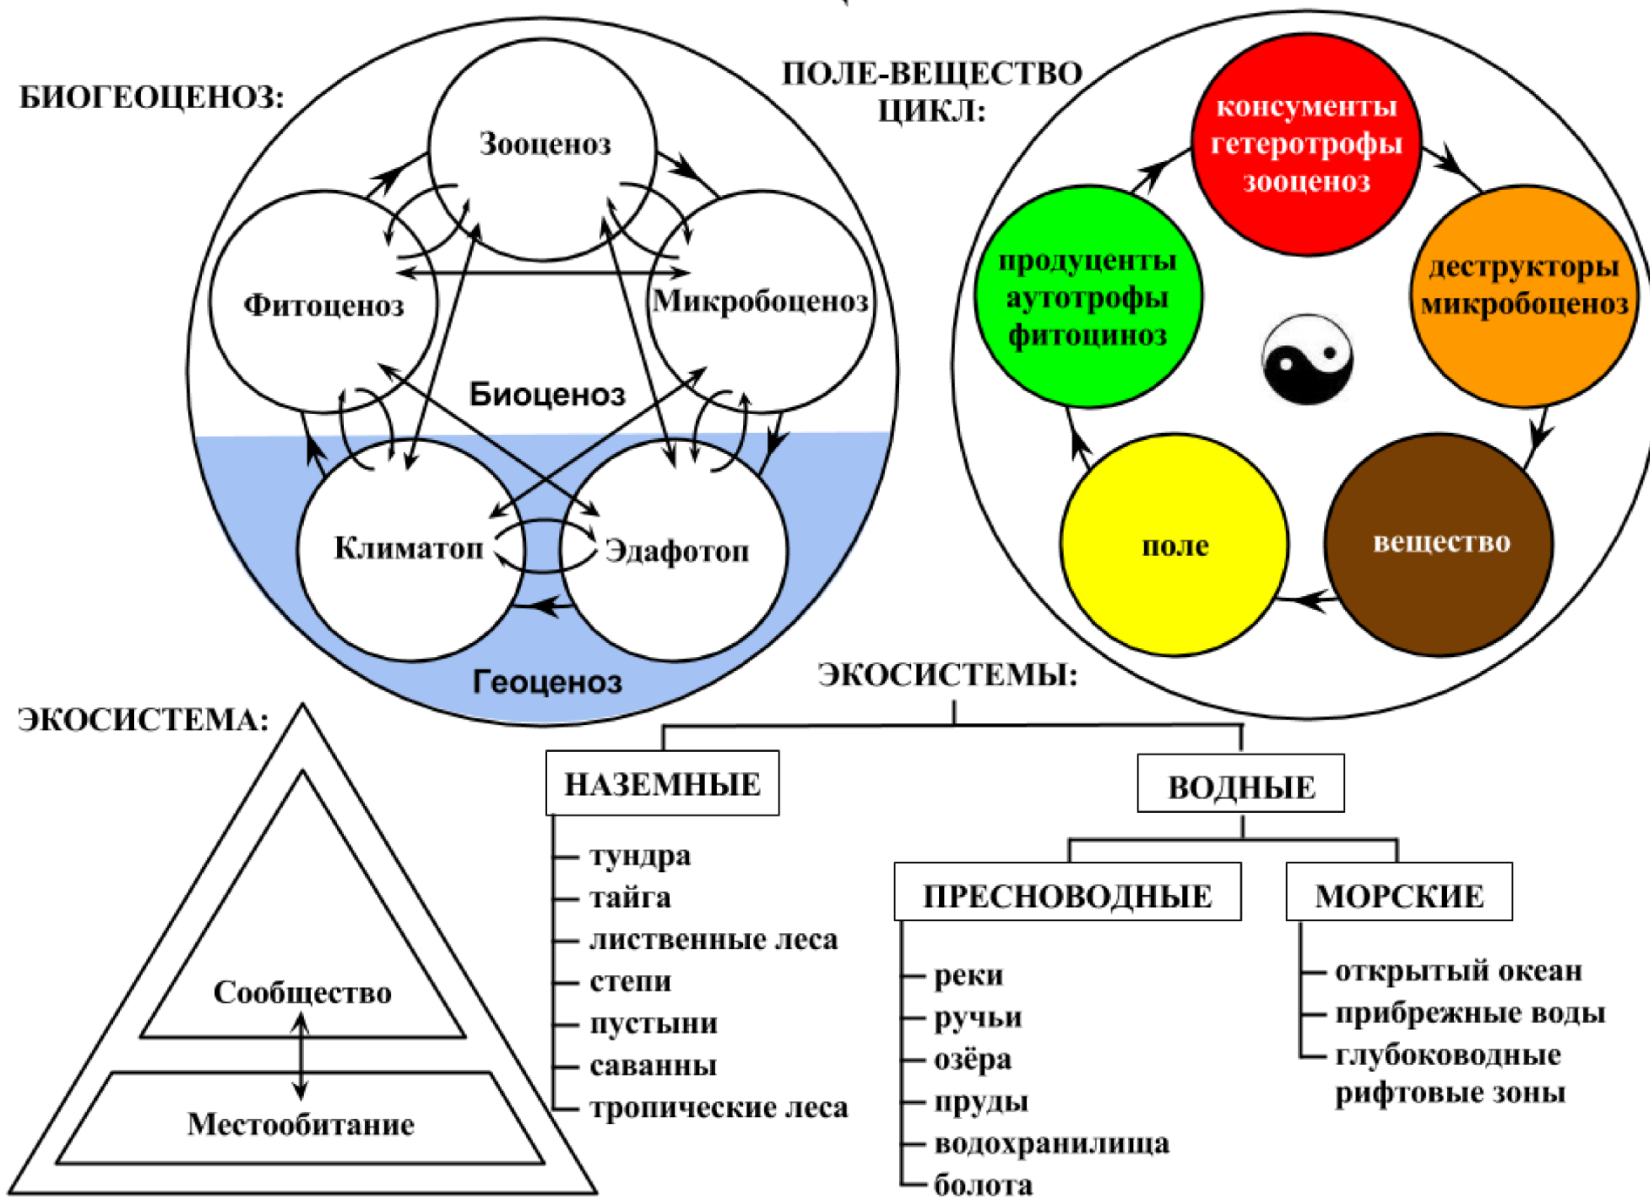 БИОГЕОЦЕНОЗ:
Зооценоз
Фитоценоз
Микробоценоз
Биоценоз
Климатоп
Эдафотоп
Геоценоз
ПОЛЕ-ВЕЩЕСТВО
ЦИКЛ:
консументы
гетеротрофы
зооценоз
продуценты
аутотрофы
фитоциноз
деструкторы
микробоценоз
поле
вещество
ЭКОСИСТЕМА:
Сообщество
Местообитание
ЭКОСИСТЕМЫ:
НАЗЕМНЫЕ
тундра
тайга
лиственные леса
степи
пустыни
саванны
тропические леса
ВОДНЫЕ
ПРЕСНОВОДНЫЕ
реки
ручьи
озёра
пруды
водохранилища
болота
МОРСКИЕ
открытый океан
прибрежные воды
глубоководные
рифтовые зоны